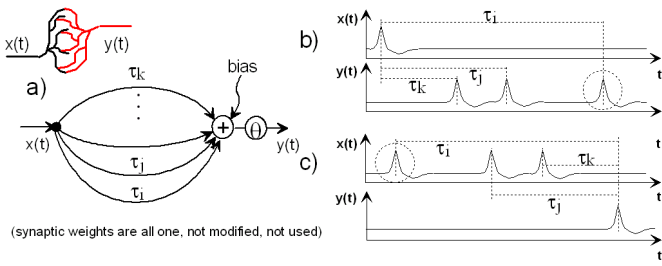 x(t)
y(t)
a)
τk
bias
+
θ
x(t)
y(t)
τj
τi
(synaptic weights are all one, not modified, not used)
b)
x(t)
τi
t
y(t)
τk
τj
t
c)
x(t)
τi
τk
t
y(t)
τj
t